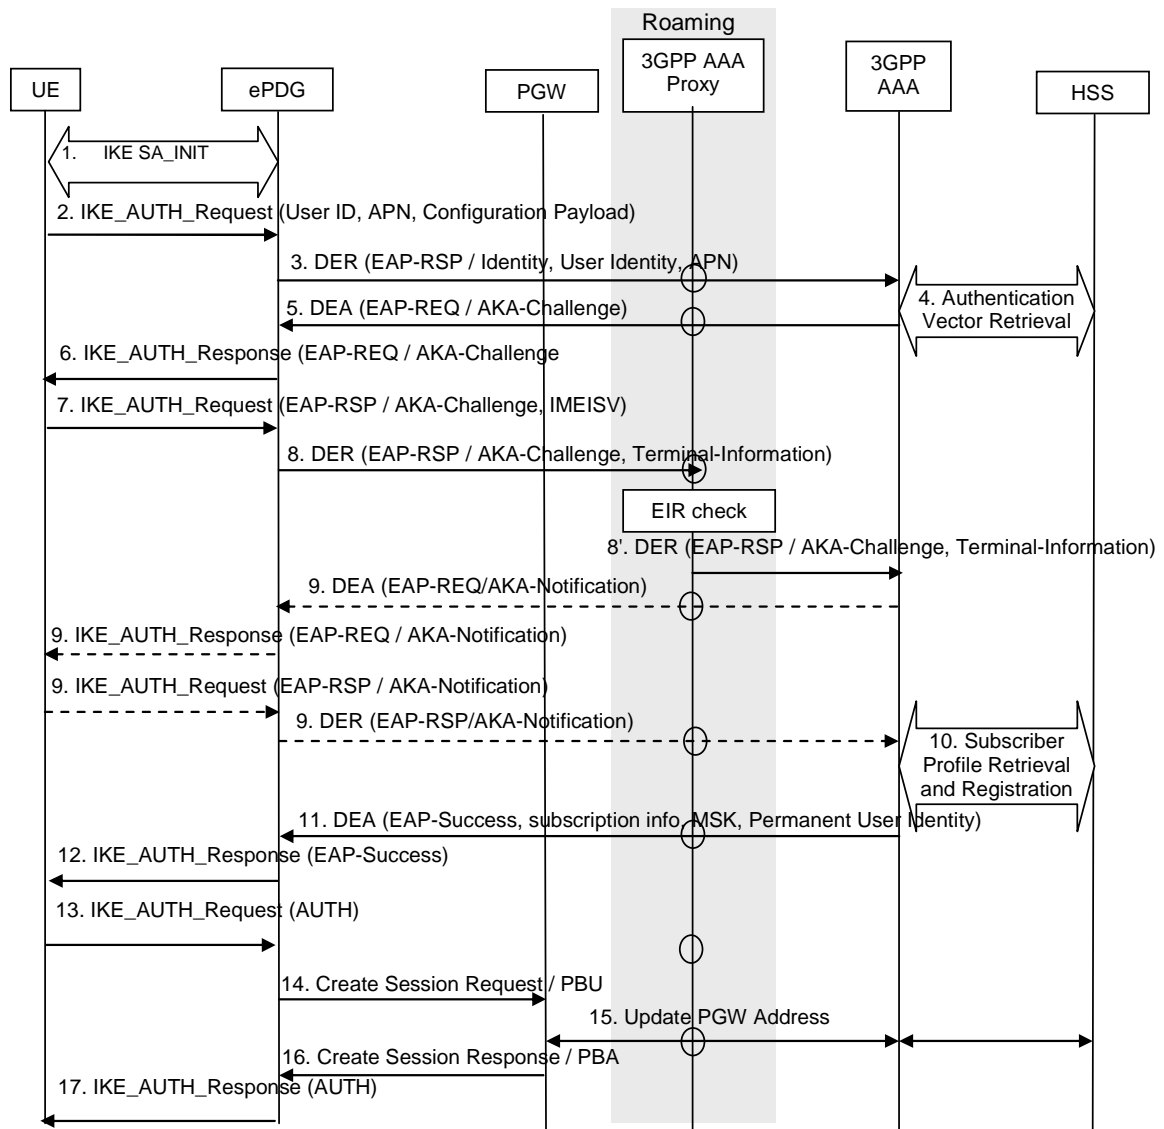 Roaming
UE
ePDG
PGW
3GPP AAA
Proxy
3GPP
AAA
HSS
1. IKE SA_INIT
2. IKE_AUTH_Request (User ID, APN, Configuration Payload)
3. DER (EAP-RSP / Identity, User Identity, APN)
4. Authentication
Vector Retrieval
5. DEA (EAP-REQ / AKA-Challenge)
6. IKE_AUTH_Response (EAP-REQ / AKA-Challenge
7. IKE_AUTH_Request (EAP-RSP / AKA-Challenge, IMEISV)
8. DER (EAP-RSP / AKA-Challenge, Terminal-Information)
EIR check
8'. DER (EAP-RSP / AKA-Challenge, Terminal-Information)
9. DEA (EAP-REQ/AKA-Notification)
9. IKE_AUTH_Response (EAP-REQ / AKA-Notification)
9. IKE_AUTH_Request (EAP-RSP / AKA-Notification)
9. DER (EAP-RSP/AKA-Notification)
10. Subscriber
Profile Retrieval
and Registration
11. DEA (EAP-Success, subscription info, MSK, Permanent User Identity)
12. IKE_AUTH_Response (EAP-Success)
13. IKE_AUTH_Request (AUTH)
14. Create Session Request / PBU
15. Update PGW Address
16. Create Session Response / PBA
17. IKE_AUTH_Response (AUTH)